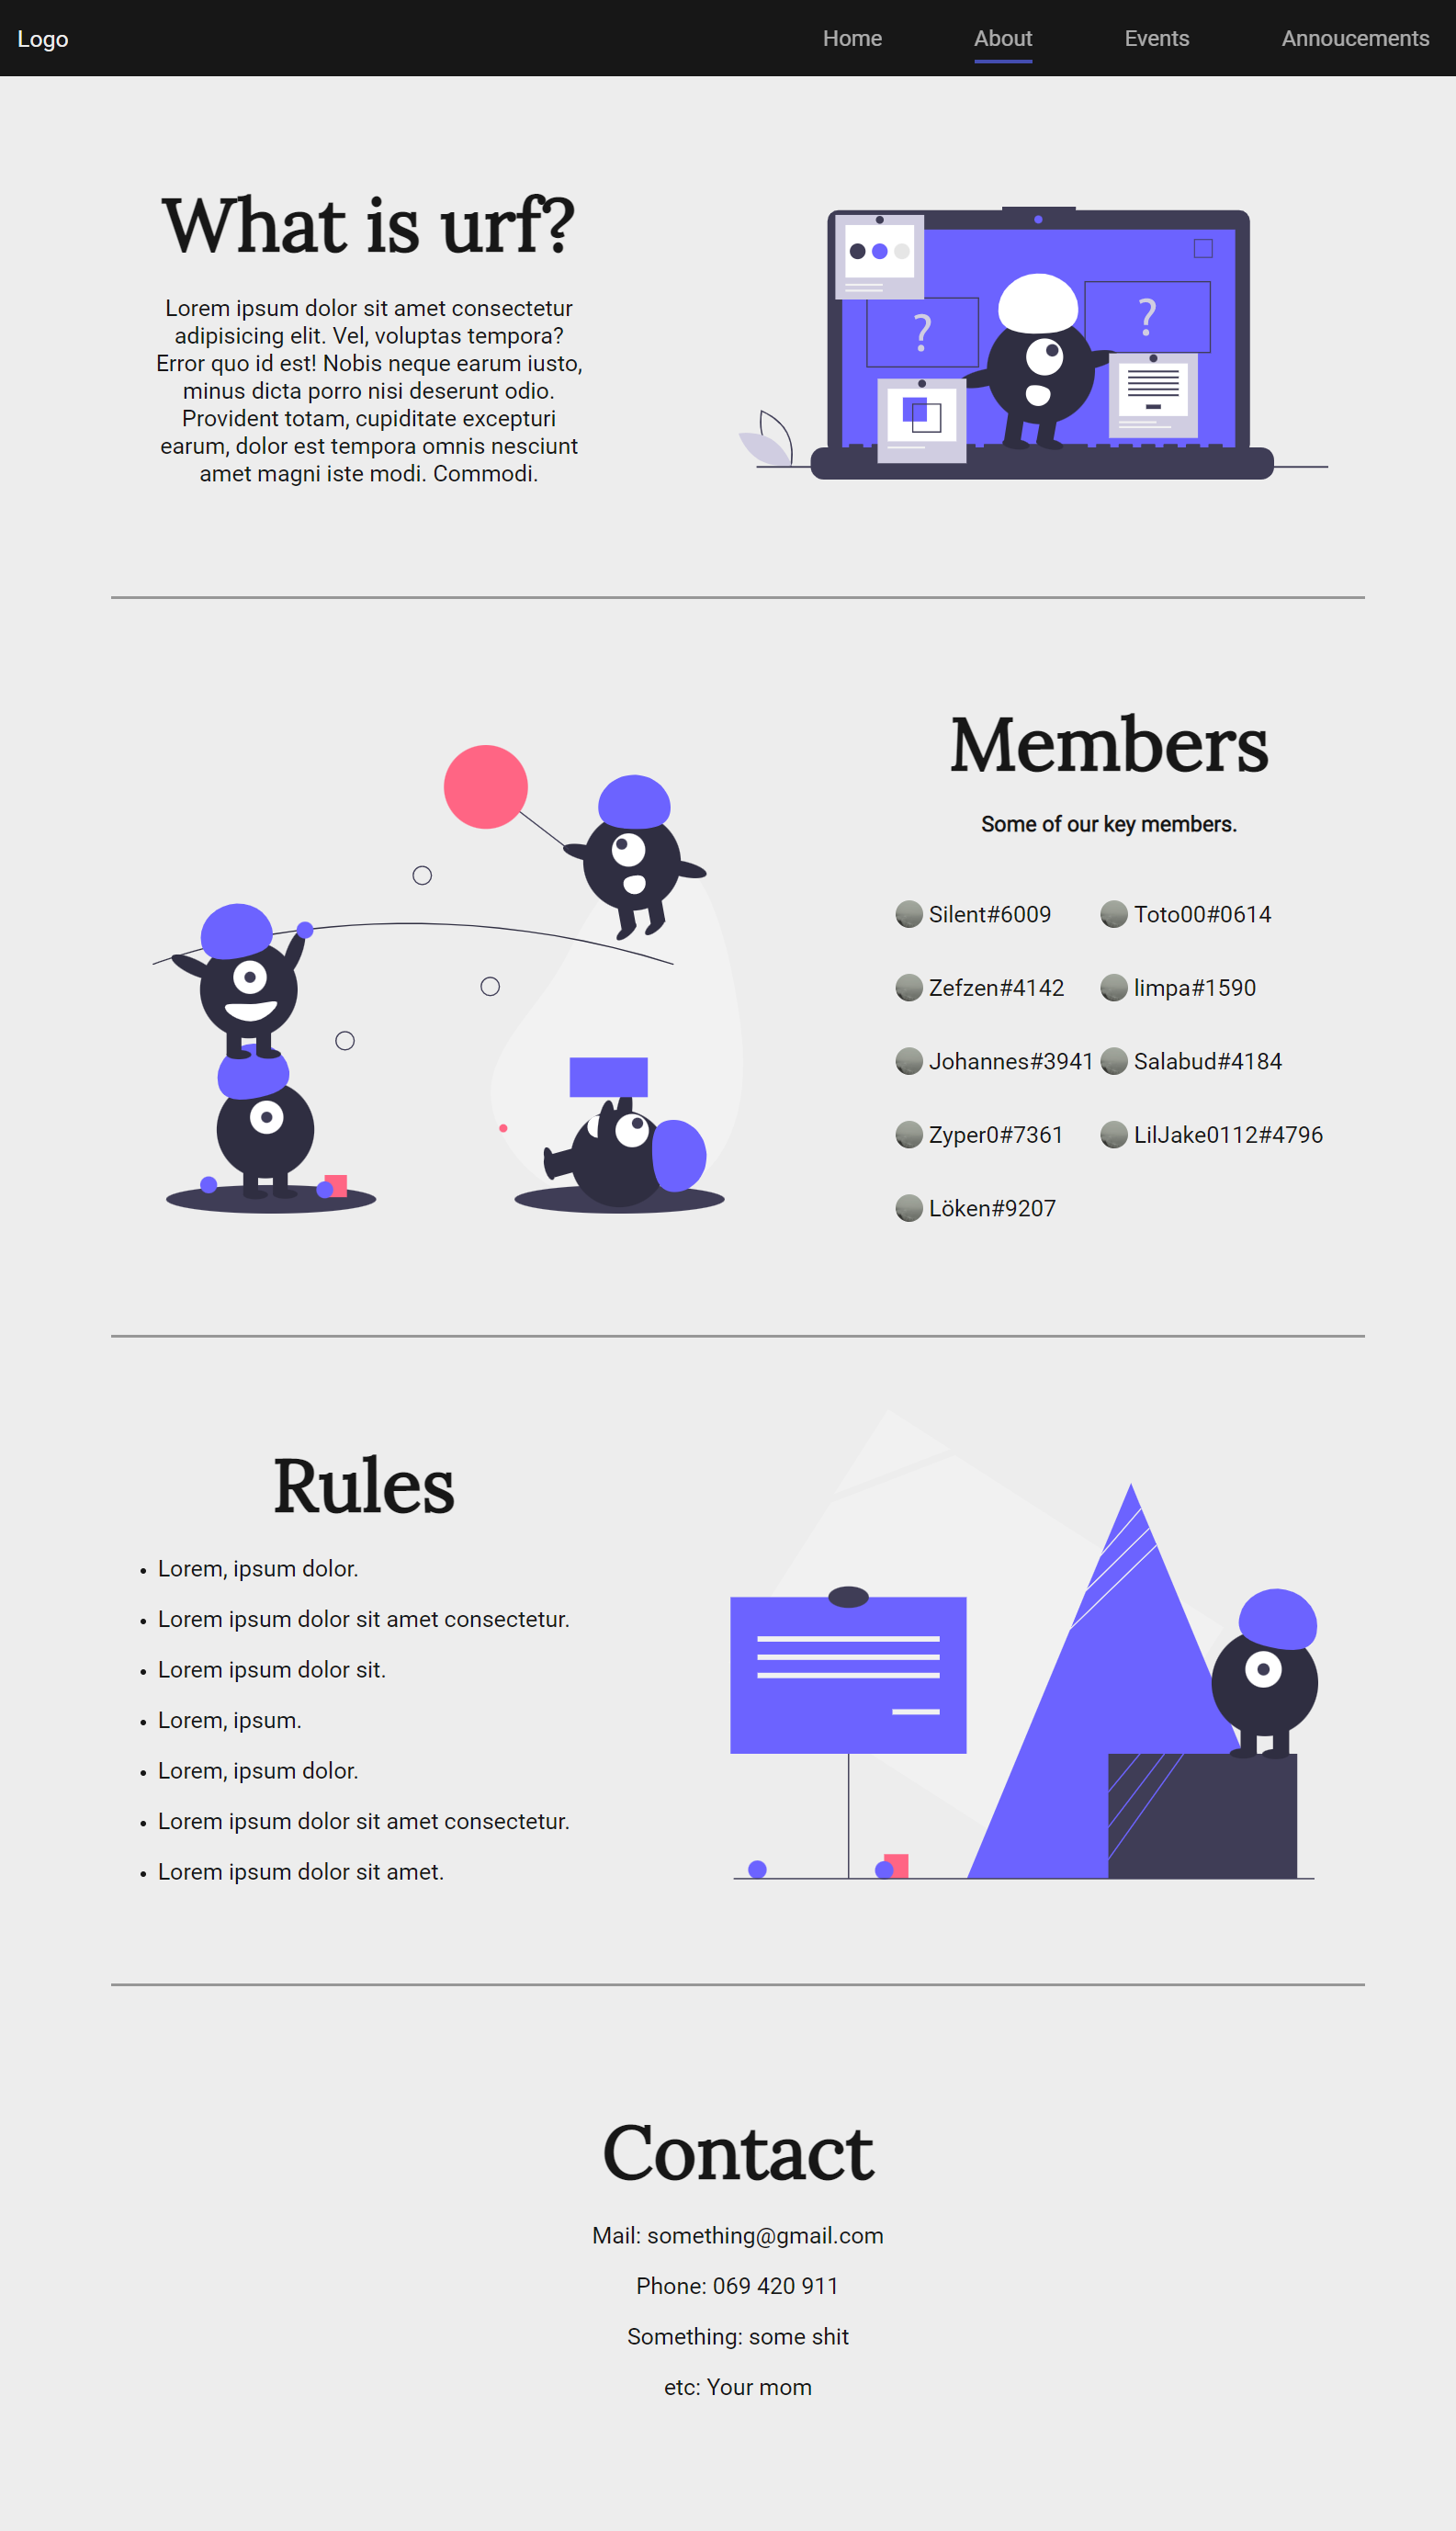 Logo
Home
About
Events
Annoucements
What is urf?
Lorem ipsum dolor sit amet consectetur
adipisicing elit. Vel, voluptas tempora?
Error quo id est! Nobis neque earum iusto,
minus dicta porro nisi deserunt odio.
Provident totam, cupiditate excepturi
earum, dolor est tempora omnis nesciunt
amet magni iste modi. Commodi.
?
?
Members
Some of our key members.
Silent#6009
Toto00#0614
Zefzen#4142
limpa#1590
Johannes#3941
Salabud#4184
Zyper0#7361
LilJake0112#4796
Löken#9207
Rules
• Lorem, ipsum dolor.
• Lorem ipsum dolor sit amet consectetur.
• Lorem ipsum dolor sit.
• Lorem, ipsum.
• Lorem, ipsum dolor.
• Lorem ipsum dolor sit amet consectetur.
• Lorem ipsum dolor sit amet.
Contact
Mail: something@gmail.com
Phone: 069 420 911
Something: some shit
etc: Your mom